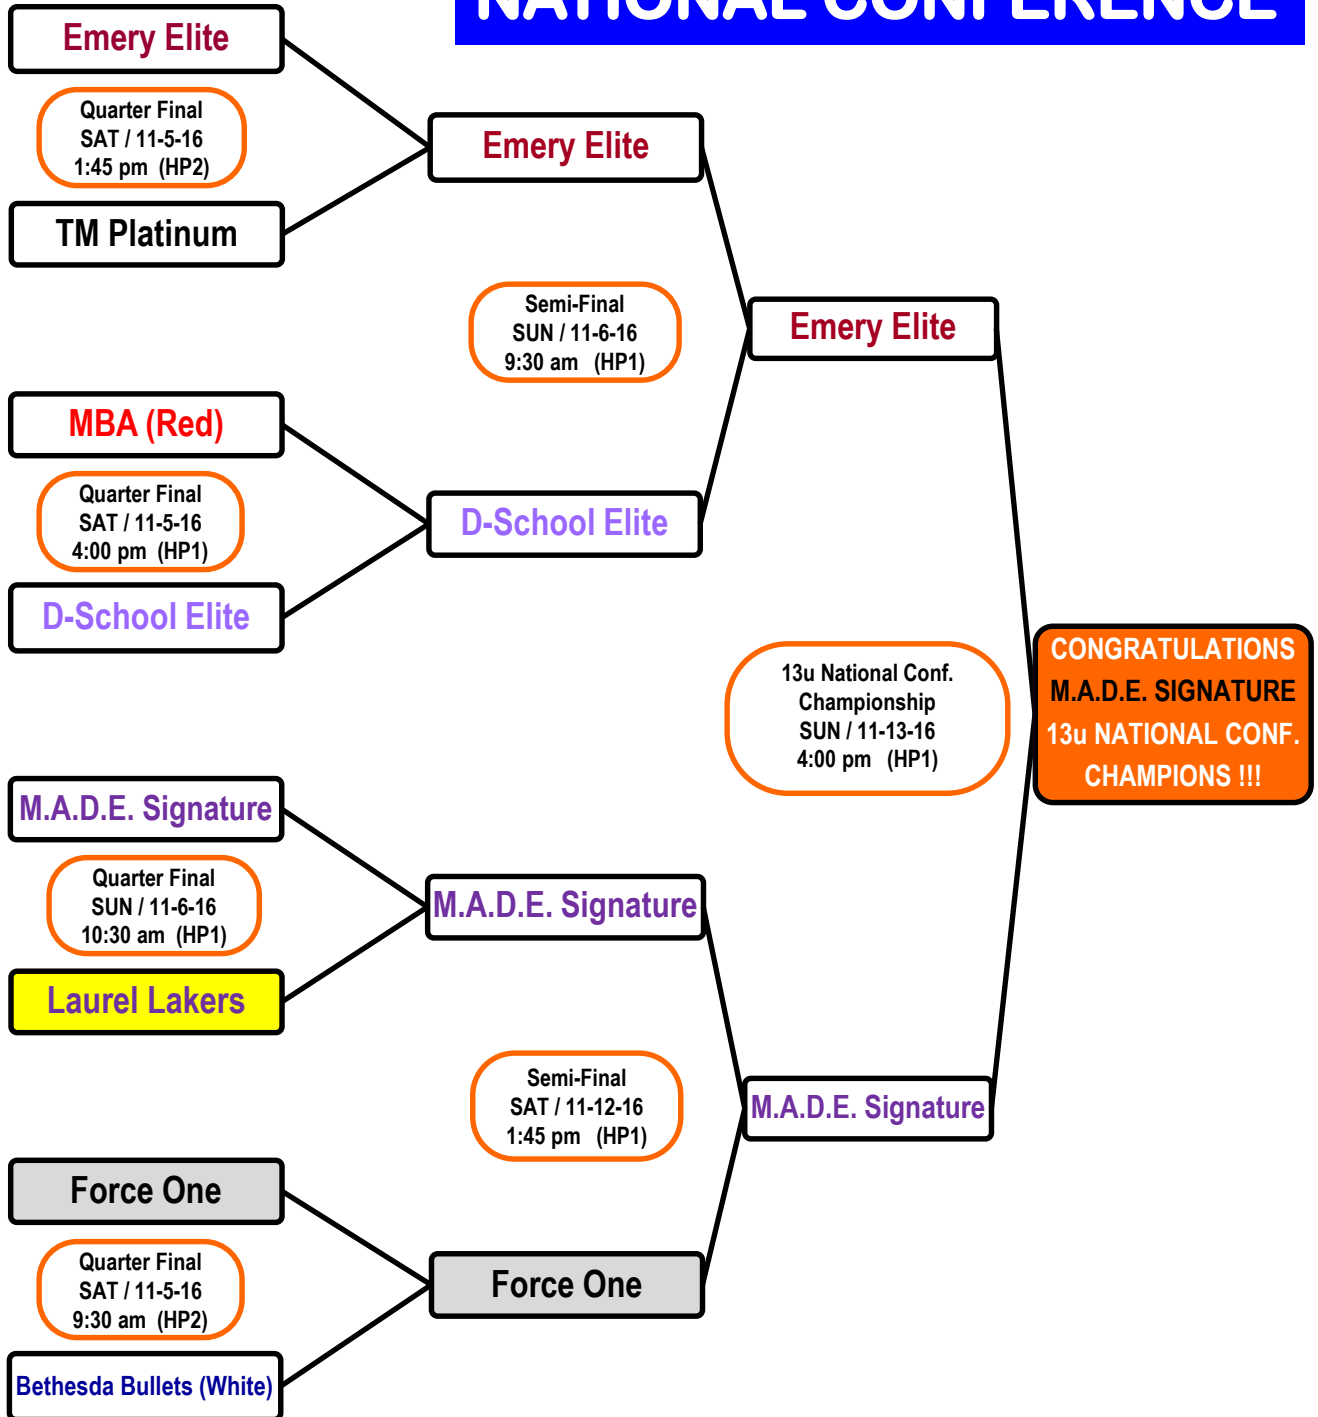 NATIONAL CONFERENCE
Emery Elite
Quarter Final
SAT / 11-5-16
1:45 pm (HP2)
TM Platinum
Emery Elite
Semi-Final
SUN / 11-6-16
9:30 am (HP1)
Emery Elite
MBA (Red)
Quarter Final
SAT / 11-5-16
4:00 pm (HP1)
D-School Elite
D-School Elite
13u National Conf.
Championship
SUN / 11-13-16
4:00 pm (HP1)
CONGRATULATIONS
M.A.D.E. SIGNATURE
13u NATIONAL CONF.
CHAMPIONS !!!
M.A.D.E. Signature
Quarter Final
SUN / 11-6-16
10:30 am (HP1)
Laurel Lakers
M.A.D.E. Signature
Semi-Final
SAT / 11-12-16
1:45 pm (HP1)
M.A.D.E. Signature
Force One
Quarter Final
SAT / 11-5-16
9:30 am (HP2)
Bethesda Bullets (White)
Force One